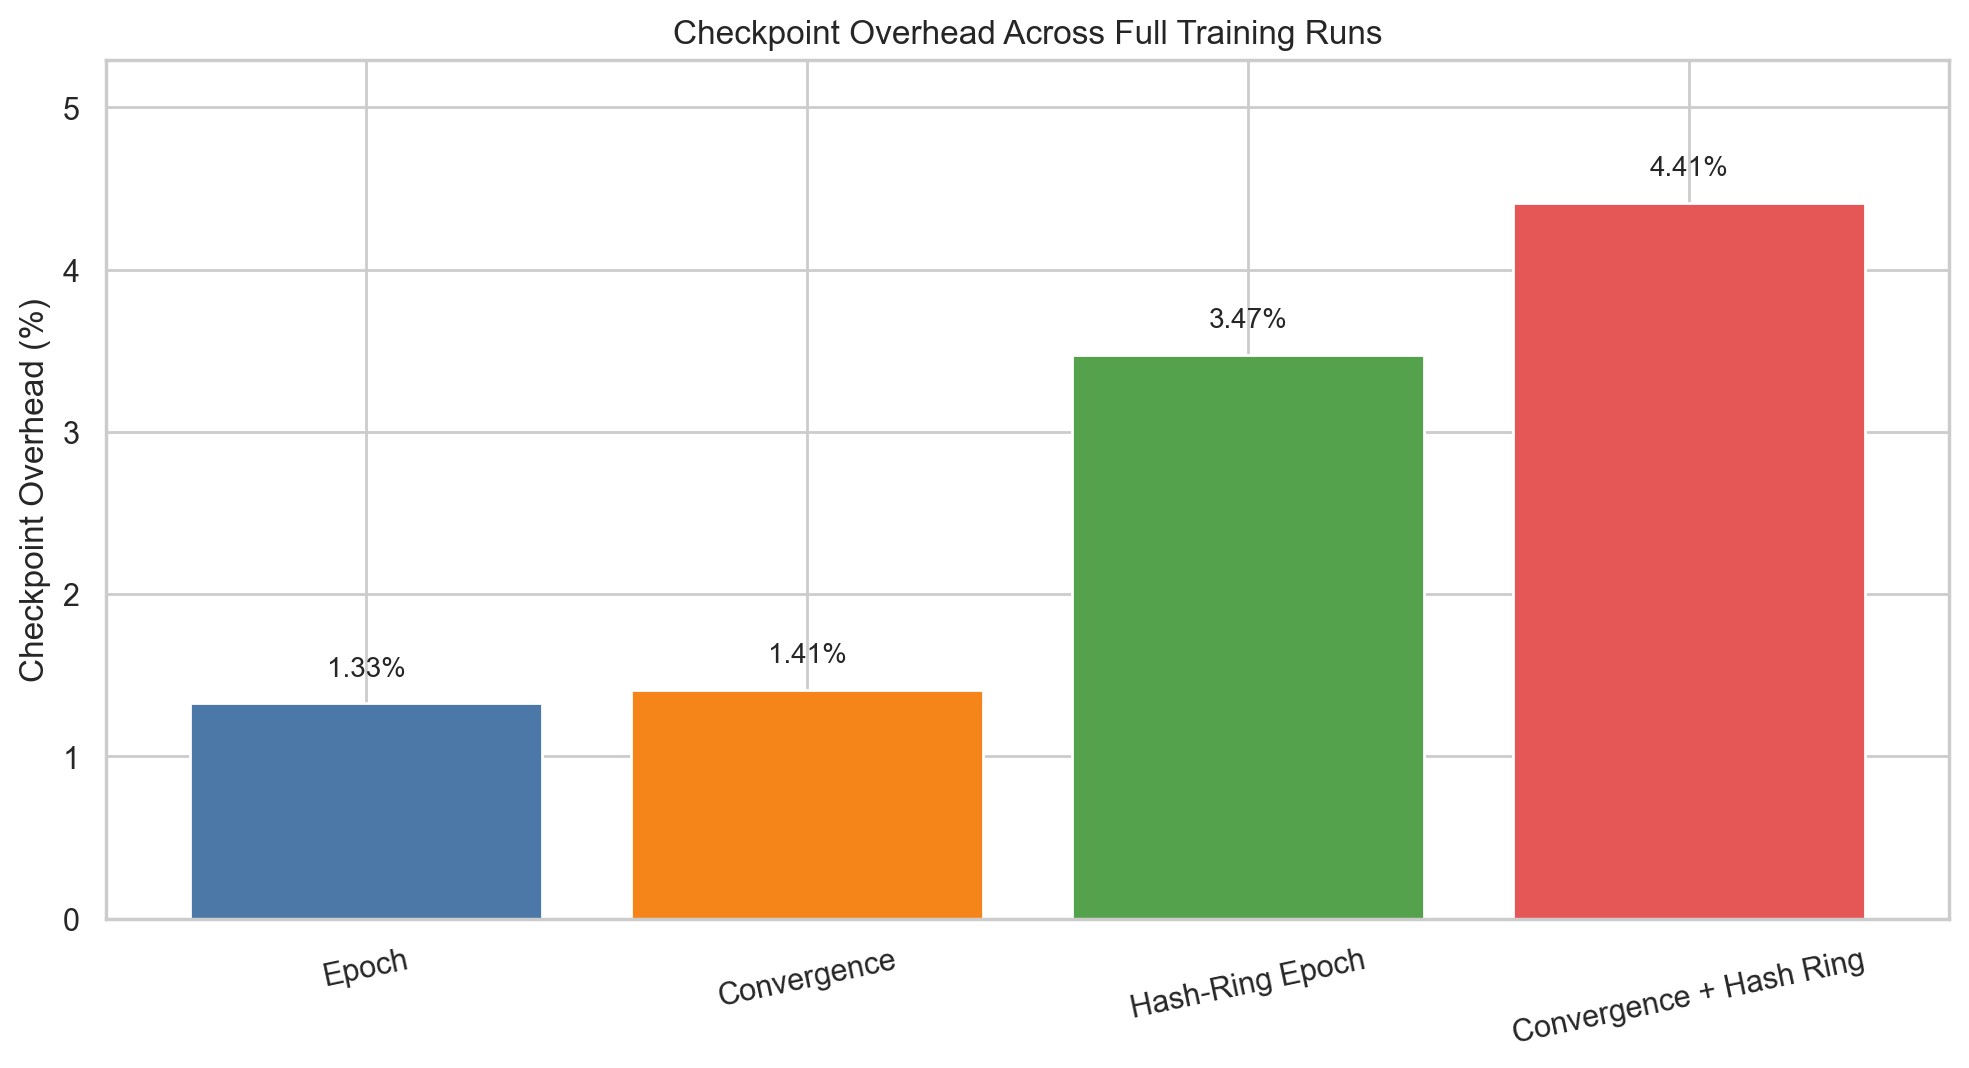 Checkpoint Overhead Across Full Training Runs
Checkpoint Overhead (%)
5
4
3
2
1
0
1.33%
1.41%
3.47%
4.41%
Epoch
Convergence
Hash-Ring Epoch
Convergence + Hash Ring